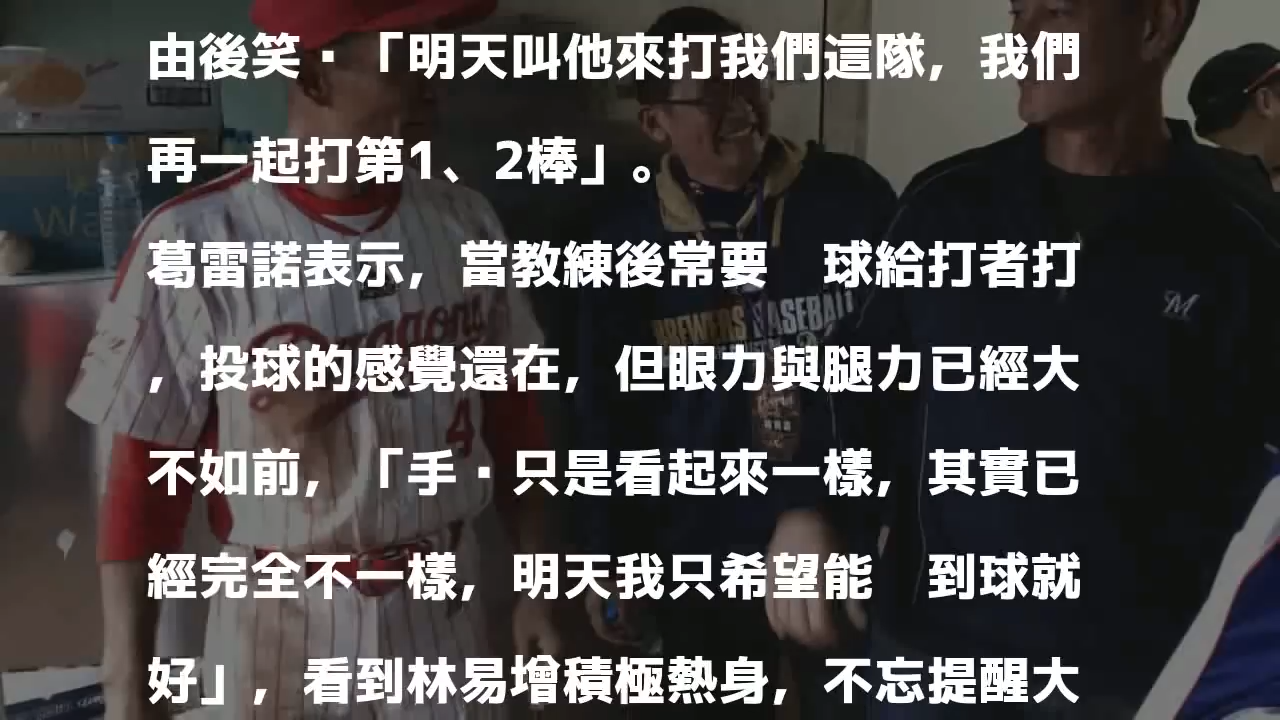 由後笑·「明天叫他來打我們這隊，我們
再一起打第1、2棒」。
葛雷諾表示，當教練後常要　球給打者打
，投球的感覺還在，但眼力與腿力已經大
不如前，「手·只是看起來一樣，其實已
經完全不一樣，明天我只希望能　到球就
好」，看到林易增積極熱身，不忘提醒大
Wa
Dragons
4
BREWERS BASEBALL
M